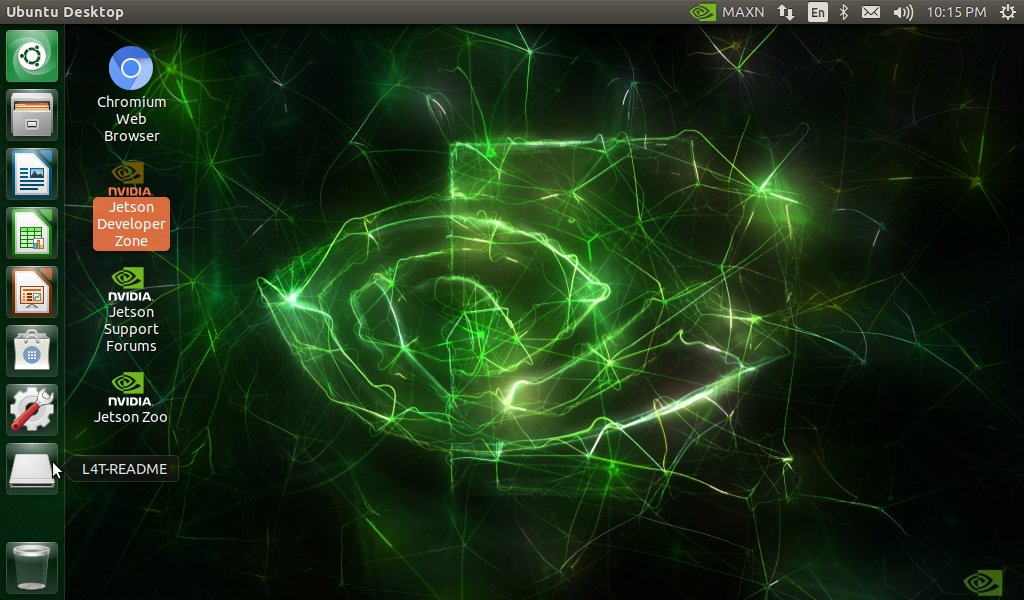 Ubuntu Desktop
MAXN
En
10:15 PM
Chromium
Web
Browser
NVIDIA.
Jetson
Developer
Zone
NVIDIA.
Jetson
Support
Forums
NVIDIA.
Jetson Zoo
L4T-README